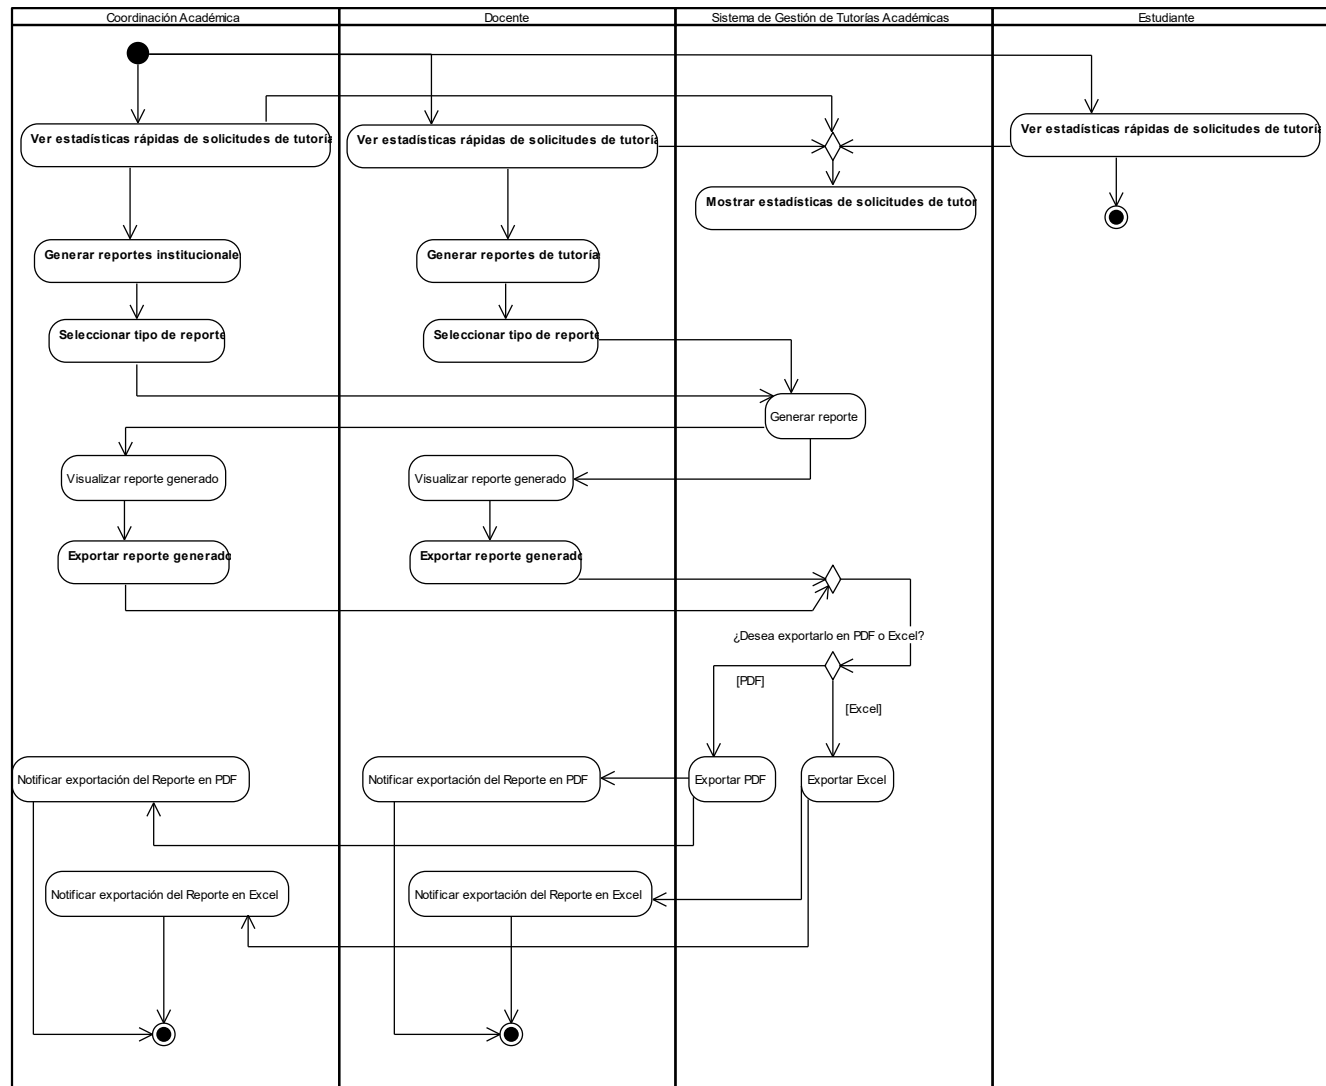 Coordinación Académica
Docente
Sistema de Gestión de Tutorías Académicas
Estudiante
Ver estadísticas rápidas de solicitudes de tutoría
Ver estadísticas rápidas de solicitudes de tutoría
Ver estadísticas rápidas de solicitudes de tutoría
Mostrar estadísticas de solicitudes de tutor
Generar reportes institucionale
Generar reportes de tutoría
Seleccionar tipo de reporte
Seleccionar tipo de reporte
Generar reporte
Visualizar reporte generado
Visualizar reporte generado
Exportar reporte generado
Exportar reporte generado
¿Desea exportarlo en PDF o Excel?
[PDF]
[Excel]
Notificar exportación del Reporte en PDF
Notificar exportación del Reporte en PDF
Exportar PDF
Exportar Excel
Notificar exportación del Reporte en Excel
Notificar exportación del Reporte en Excel